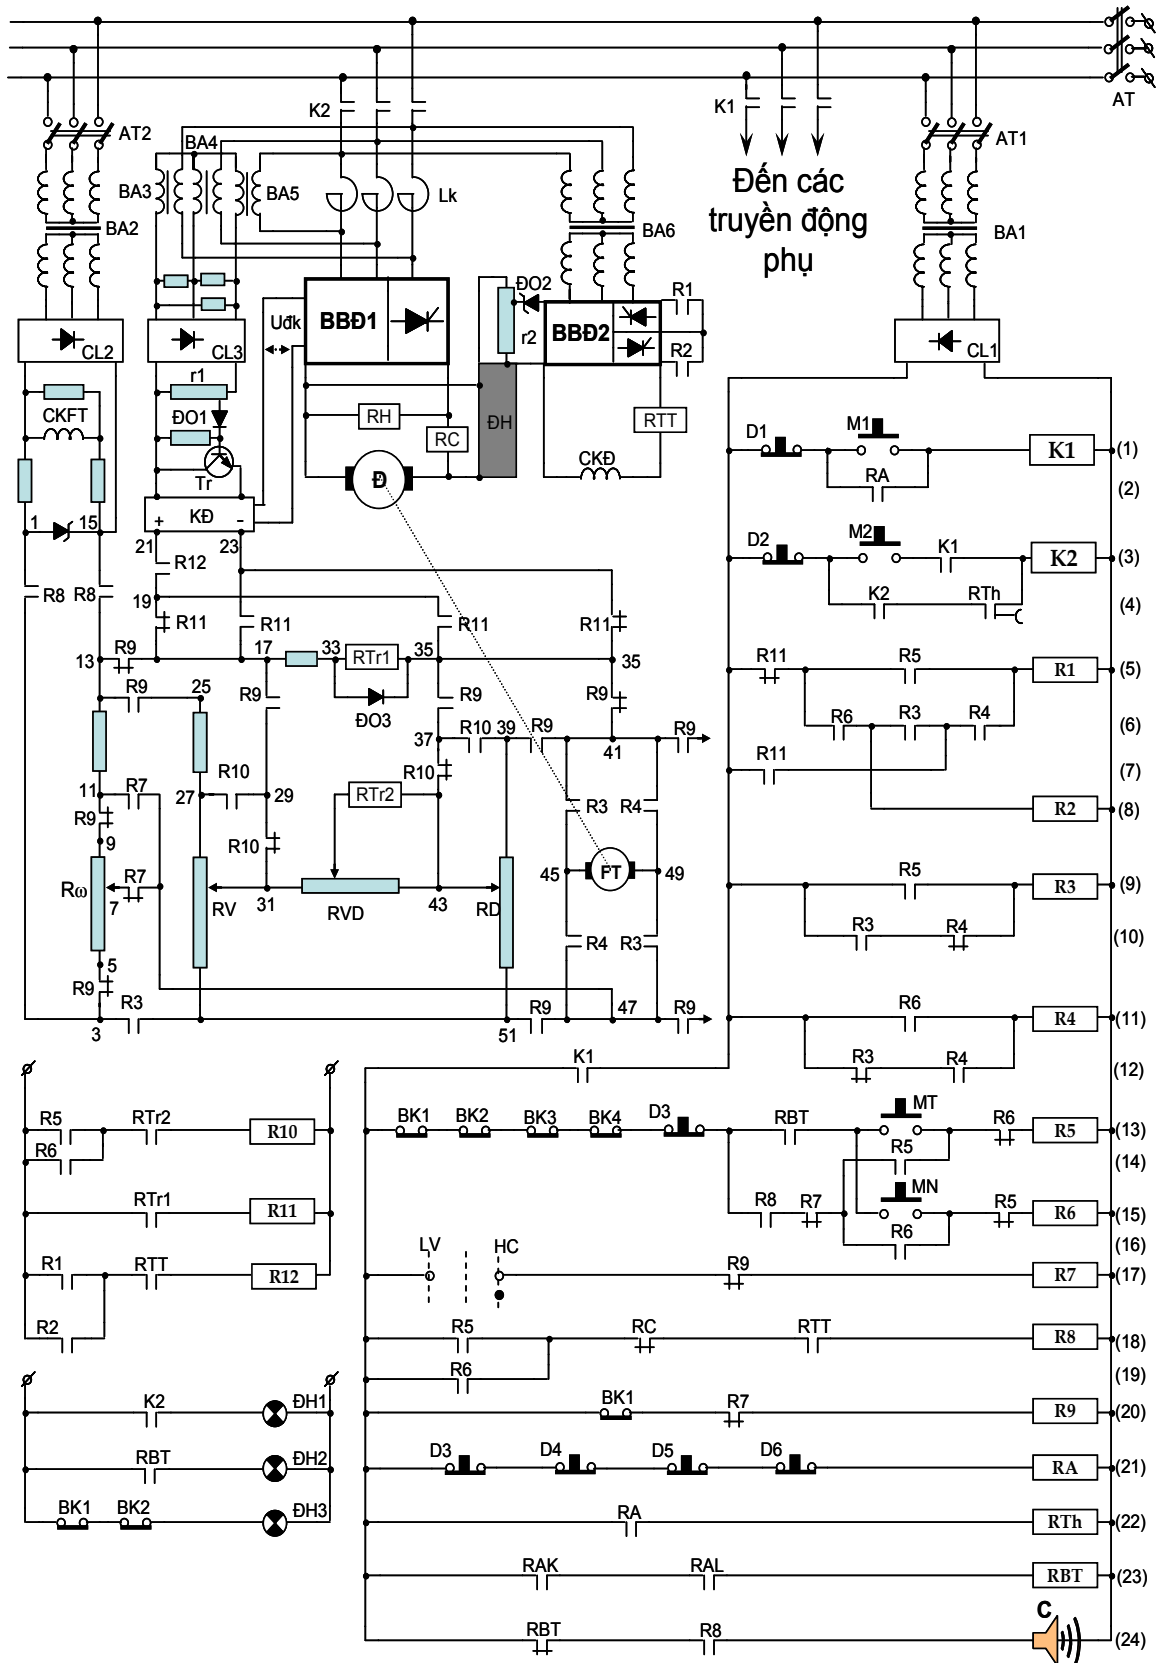 AT
K2
K1
AT2
BA4
AT1
BA3
BA5
Lk
Đến các
truyền động
phụ
BA2
BA6
BA1
Uđk
BBĐ1
ĐO2
r2
BBĐ2
R1
R2
CL2
CL3
CL1
r1
CKFT
ĐO1
Tr
RH
RC
ĐH
RTT
CKĐ
Đ
+ KĐ -
1 15
21 23
D1 M1 K1 (1)
RA (2)
D2 M2 K1 K2 (3)
K2 RTh (4)
R8 R8
R12
19
R11 R11 R11 R11
13 R9 17 33 RTr1 35 35
R9 25 R9 ĐO3 R9 R9
R11 R5 R1 (5)
R6 R3 R4 (6)
R11 (7)
R2 (8)
37 R10 39 R9 41 R9
11 R7 R10 27 29 R10 RTr2
R9 9 R10 R3 R4
Rω R7 7 RV 31 RVD 43 RD 45 FT 49
R5 R3 (9)
R3 R4 (10)
5 R9 R4 R3
3 R3 51 R9 47 R9
R6 R4 (11)
R3 R4 (12)
K1
R5 RTr2 R10
R6
RTr1 R11
R1 RTT R12
R2
BK1 BK2 BK3 BK4 D3 RBT MT R6 R5 (13)
R5 (14)
R8 R7 MN R5 R6 (15)
R6 (16)
LV HC R9 R7 (17)
R5 RC RTT R8 (18)
R6 (19)
K2 ĐH1
RBT ĐH2
BK1 BK2 ĐH3
BK1 R7 R9 (20)
D3 D4 D5 D6 RA (21)
RA RTh (22)
RAK RAL RBT (23)
RBT R8 C (24)